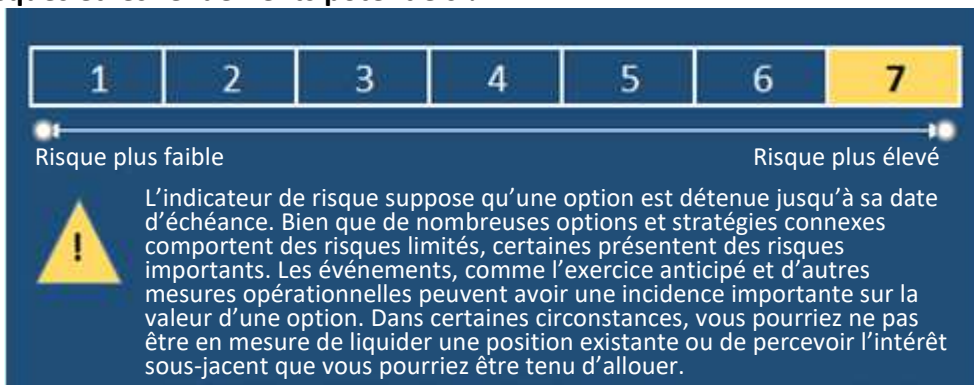 1 2 3 4 5 6 7
Risque plus faible Risque plus élevé
L’indicateur de risque suppose qu’une option est détenue jusqu’à sa date
d’échéance. Bien que de nombreuses options et stratégies connexes
comportent des risques limités, certaines présentent des risques
importants. Les événements, comme l’exercice anticipé et d’autres
mesures opérationnelles peuvent avoir une incidence importante sur la
valeur d’une option. Dans certaines circonstances, vous pourriez ne pas
être en mesure de liquider une position existante ou de percevoir l’intérêt
sous-jacent que vous pourriez être tenu d’allouer.
!